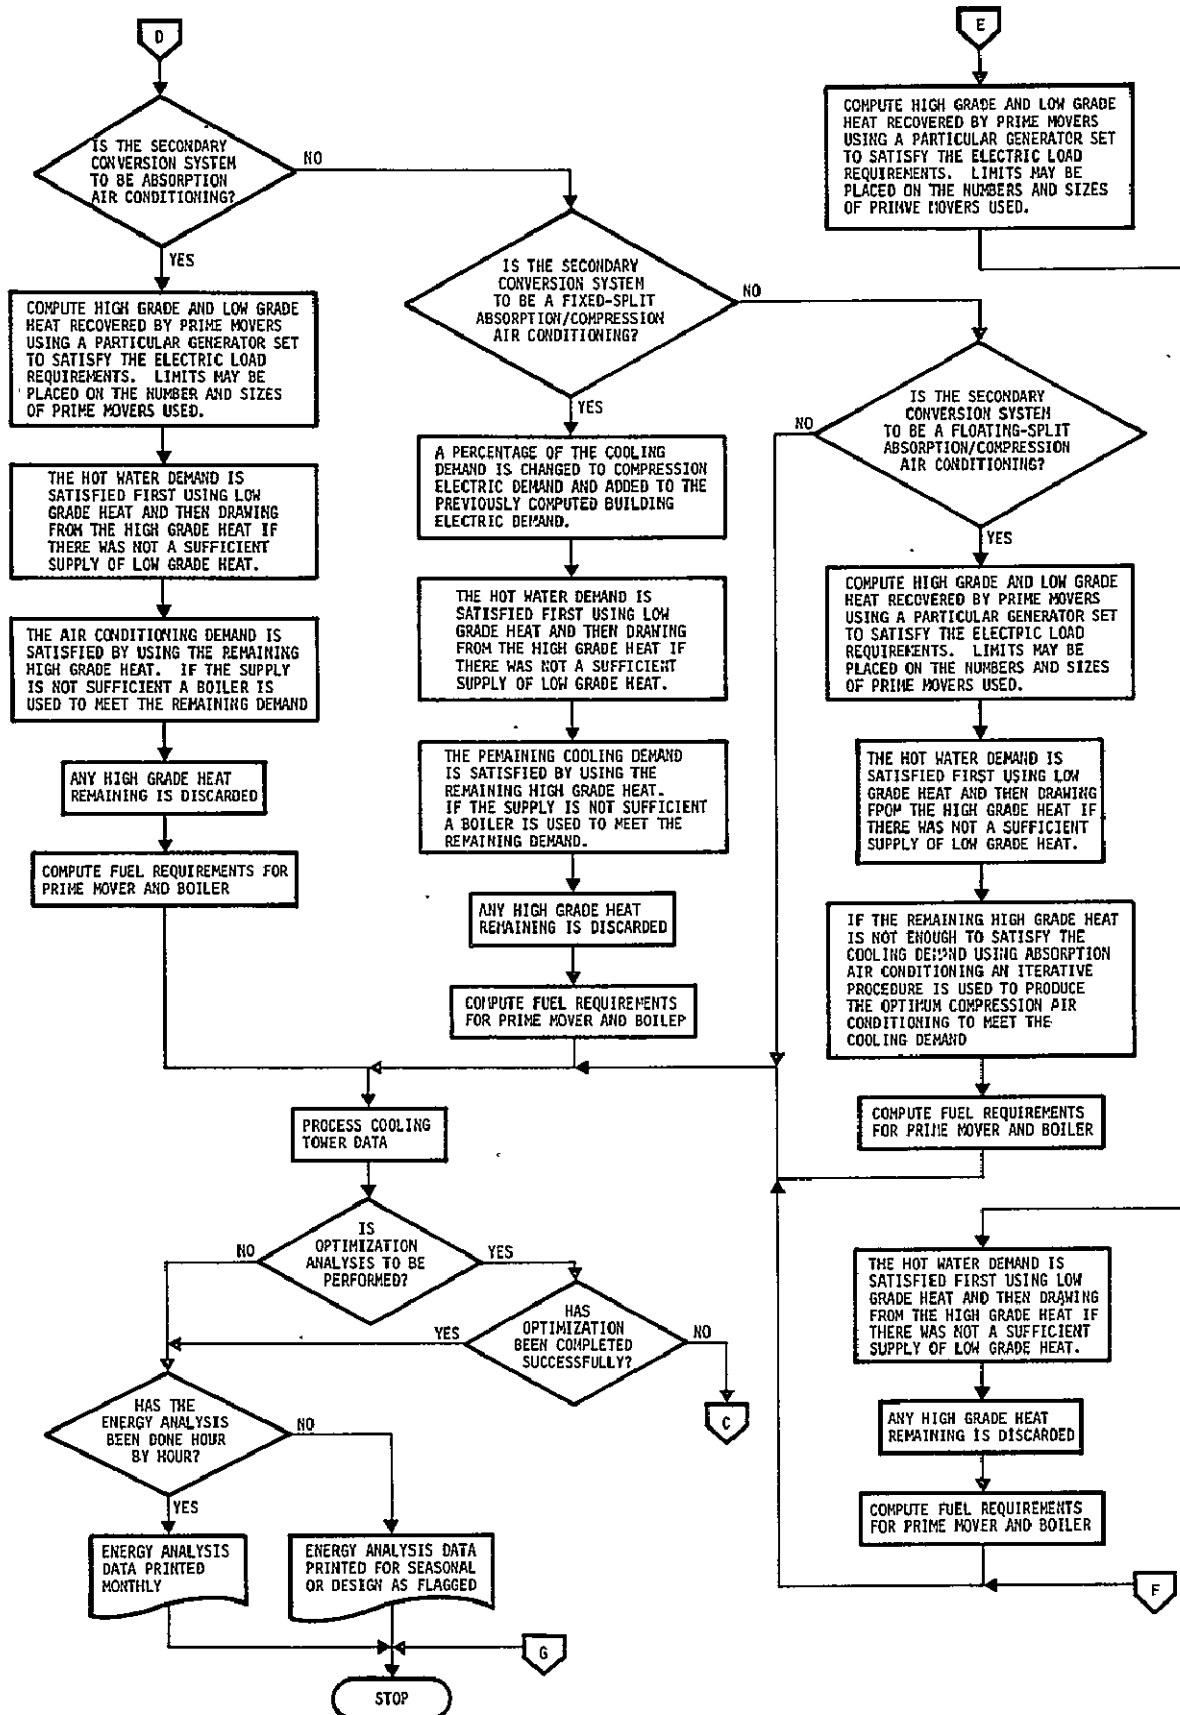 D
IS THE SECONDARY
CONVERSION SYSTEM
TO BE ABSORPTION
AIR CONDITIONING?
NO
YES
COMPUTE HIGH GRADE AND LOW GRADE
HEAT RECOVERED BY PRIME MOVERS
USING A PARTICULAR GENERATOR SET
TO SATISFY THE ELECTRIC LOAD
REQUIREMENTS. LIMITS MAY BE
PLACED ON THE NUMBER AND SIZES
OF PRIME MOVERS USED.
THE HOT WATER DEMAND IS
SATISFIED FIRST USING LOW
GRADE HEAT AND THEN DRAWING
FROM THE HIGH GRADE HEAT IF
THERE WAS NOT A SUFFICIENT
SUPPLY OF LOW GRADE HEAT.
THE AIR CONDITIONING DEMAND IS
SATISFIED BY USING THE REMAINING
HIGH GRADE HEAT. IF THE SUPPLY
IS NOT SUFFICIENT A BOILER IS
USED TO MEET THE REMAINING DEMAND
ANY HIGH GRADE HEAT
REMAINING IS DISCARDED
COMPUTE FUEL REQUIREMENTS FOR
PRIME MOVER AND BOILER
IS THE SECONDARY
CONVERSION SYSTEM
TO BE A FIXED-SPLIT
ABSORPTION/COMPRESSION
AIR CONDITIONING?
NO
YES
A PERCENTAGE OF THE COOLING
DEMAND IS CHANGED TO COMPRESSION
ELECTRIC DEMAND AND ADDED TO THE
PREVIOUSLY COMPUTED BUILDING
ELECTRIC DEMAND.
THE HOT WATER DEMAND IS
SATISFIED FIRST USING LOW
GRADE HEAT AND THEN DRAWING
FROM THE HIGH GRADE HEAT IF
THERE WAS NOT A SUFFICIENT
SUPPLY OF LOW GRADE HEAT.
THE REMAINING COOLING DEMAND
IS SATISFIED BY USING THE
REMAINING HIGH GRADE HEAT.
IF THE SUPPLY IS NOT SUFFICIENT
A BOILER IS USED TO MEET THE
REMAINING DEMAND.
ANY HIGH GRADE HEAT
REMAINING IS DISCARDED
COMPUTE FUEL REQUIREMENTS
FOR PRIME MOVER AND BOILEP
E
COMPUTE HIGH GRADE AND LOW GRADE
HEAT RECOVERED BY PRIME MOVERS
USING A PARTICULAR GENERATOR SET
TO SATISFY THE ELECTRIC LOAD
REQUIREMENTS. LIMITS MAY BE
PLACED ON THE NUMBERS AND SIZES
OF PRIMVE MOVERS USED.
IS THE SECONDARY
CONVERSION SYSTEM
TO BE A FLOATING-SPLIT
ABSORPTION/COMPRESSION
AIR CONDITIONING?
NO
YES
COMPUTE HIGH GRADE AND LOW GRADE
HEAT RECOVERED BY PRIME MOVERS
USING A PARTICULAR GENERATOR SET
TO SATISFY THE ELECTRIC LOAD
REQUIREMENTS. LIMITS MAY BE
PLACED ON THE NUMBERS AND SIZES
OF PRIME MOVERS USED.
THE HOT WATER DEMAND IS
SATISFIED FIRST USING LOW
GRADE HEAT AND THEN DRAWING
FROM THE HIGH GRADE HEAT IF
THERE WAS NOT A SUFFICIENT
SUPPLY OF LOW GRADE HEAT.
IF THE REMAINING HIGH GRADE HEAT
IS NOT ENOUGH TO SATISFY THE
COOLING DEMAND USING ABSORPTION
AIR CONDITIONING AN ITERATIVE
PROCEDURE IS USED TO PRODUCE
THE OPTIMUM COMPRESSION AIR
CONDITIONING TO MEET THE
COOLING DEMAND
COMPUTE FUEL REQUIREMENTS
FOR PRIME MOVER AND BOILER
PROCESS COOLING
TOWER DATA
IS
OPTIMIZATION
ANALYSIS TO BE
PERFORMED?
NO
YES
HAS
OPTIMIZATION
BEEN COMPLETED
SUCCESSFULLY?
YES
NO
C
HAS THE
ENERGY ANALYSIS
BEEN DONE HOUR
BY HOUR?
NO
YES
ENERGY ANALYSIS
DATA PRINTED
MONTHLY
ENERGY ANALYSIS DATA
PRINTED FOR SEASONAL
OR DESIGN AS FLAGGED
G
STOP
THE HOT WATER DEMAND IS
SATISFIED FIRST USING LOW
GRADE HEAT AND THEN DRAWING
FROM THE HIGH GRADE HEAT IF
THERE WAS NOT A SUFFICIENT
SUPPLY OF LOW GRADE HEAT.
ANY HIGH GRADE HEAT
REMAINING IS DISCARDED
COMPUTE FUEL REQUIREMENTS
FOR PRIME MOVER AND BOILER
F